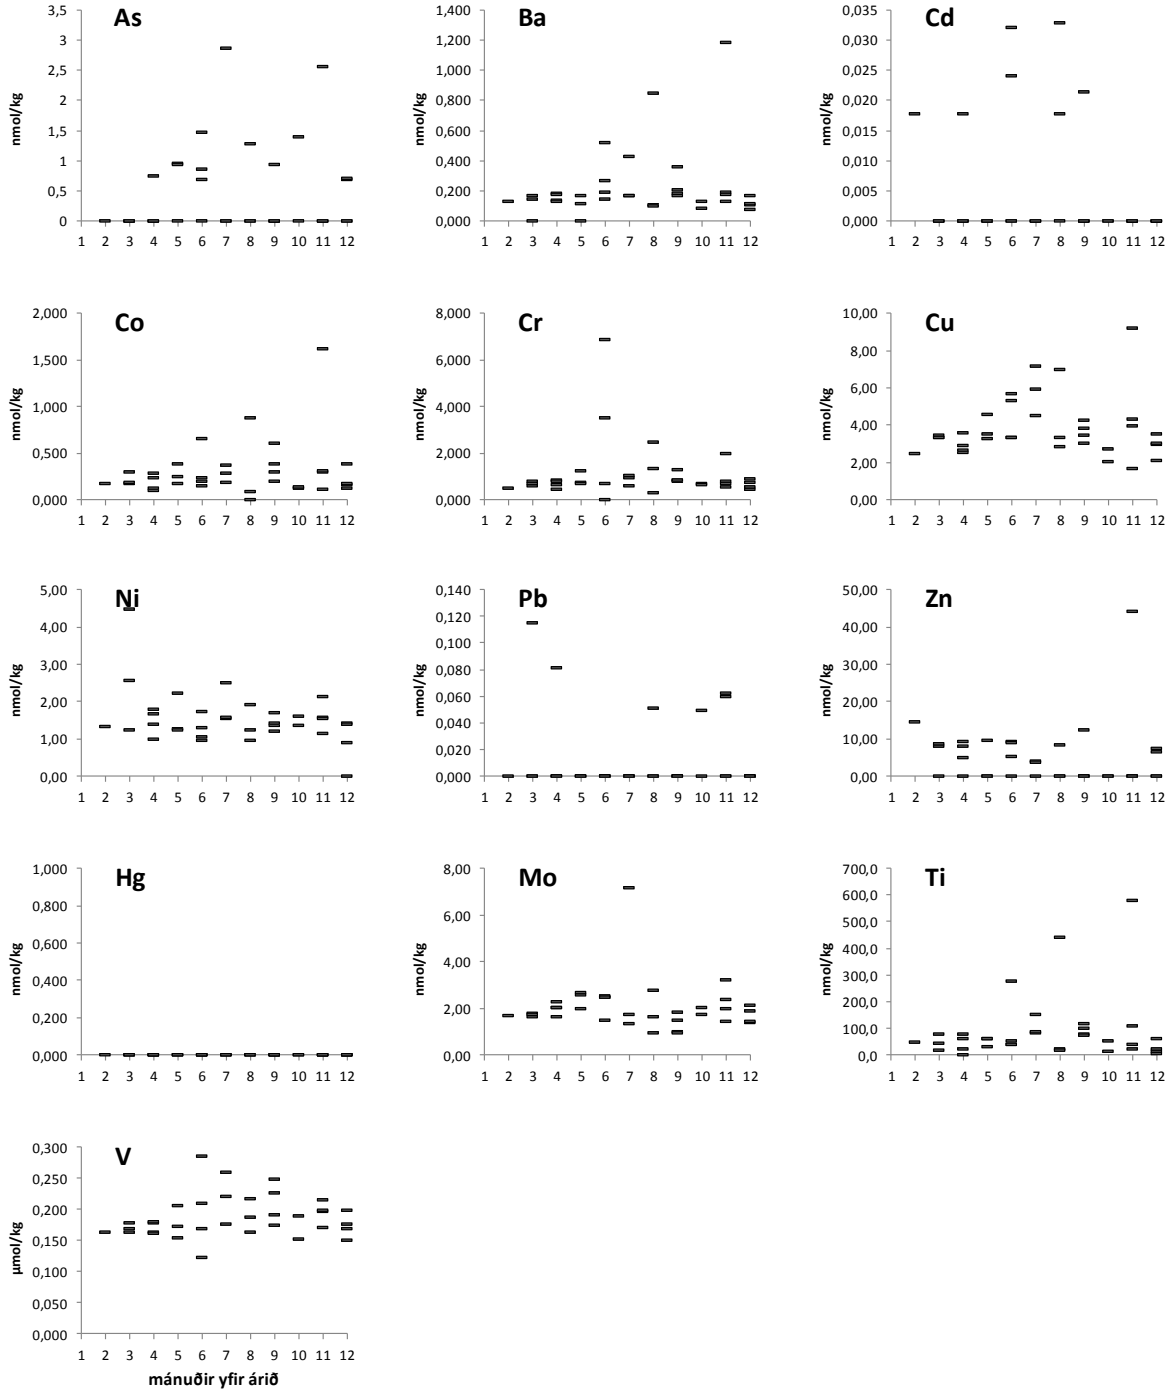 As
nmol/kg
3,5
3
2,5
2
1,5
1
0,5
0
1 2 3 4 5 6 7 8 9 10 11 12
Ba
nmol/kg
1,400
1,200
1,000
0,800
0,600
0,400
0,200
0,000
1 2 3 4 5 6 7 8 9 10 11 12
Cd
nmol/kg
0,035
0,030
0,025
0,020
0,015
0,010
0,005
0,000
1 2 3 4 5 6 7 8 9 10 11 12
Co
nmol/kg
2,000
1,500
1,000
0,500
0,000
1 2 3 4 5 6 7 8 9 10 11 12
Cr
nmol/kg
8,000
6,000
4,000
2,000
0,000
1 2 3 4 5 6 7 8 9 10 11 12
Cu
nmol/kg
10,00
8,00
6,00
4,00
2,00
0,00
1 2 3 4 5 6 7 8 9 10 11 12
Ni
nmol/kg
5,00
4,00
3,00
2,00
1,00
0,00
1 2 3 4 5 6 7 8 9 10 11 12
Pb
nmol/kg
0,140
0,120
0,100
0,080
0,060
0,040
0,020
0,000
1 2 3 4 5 6 7 8 9 10 11 12
Zn
nmol/kg
50,00
40,00
30,00
20,00
10,00
0,00
1 2 3 4 5 6 7 8 9 10 11 12
Hg
nmol/kg
1,000
0,800
0,600
0,400
0,200
0,000
1 2 3 4 5 6 7 8 9 10 11 12
Mo
nmol/kg
8,00
6,00
4,00
2,00
0,00
1 2 3 4 5 6 7 8 9 10 11 12
Ti
nmol/kg
700,0
600,0
500,0
400,0
300,0
200,0
100,0
0,0
1 2 3 4 5 6 7 8 9 10 11 12
V
µmol/kg
0,300
0,250
0,200
0,150
0,100
0,050
0,000
1 2 3 4 5 6 7 8 9 10 11 12
mánuðir yfir árið